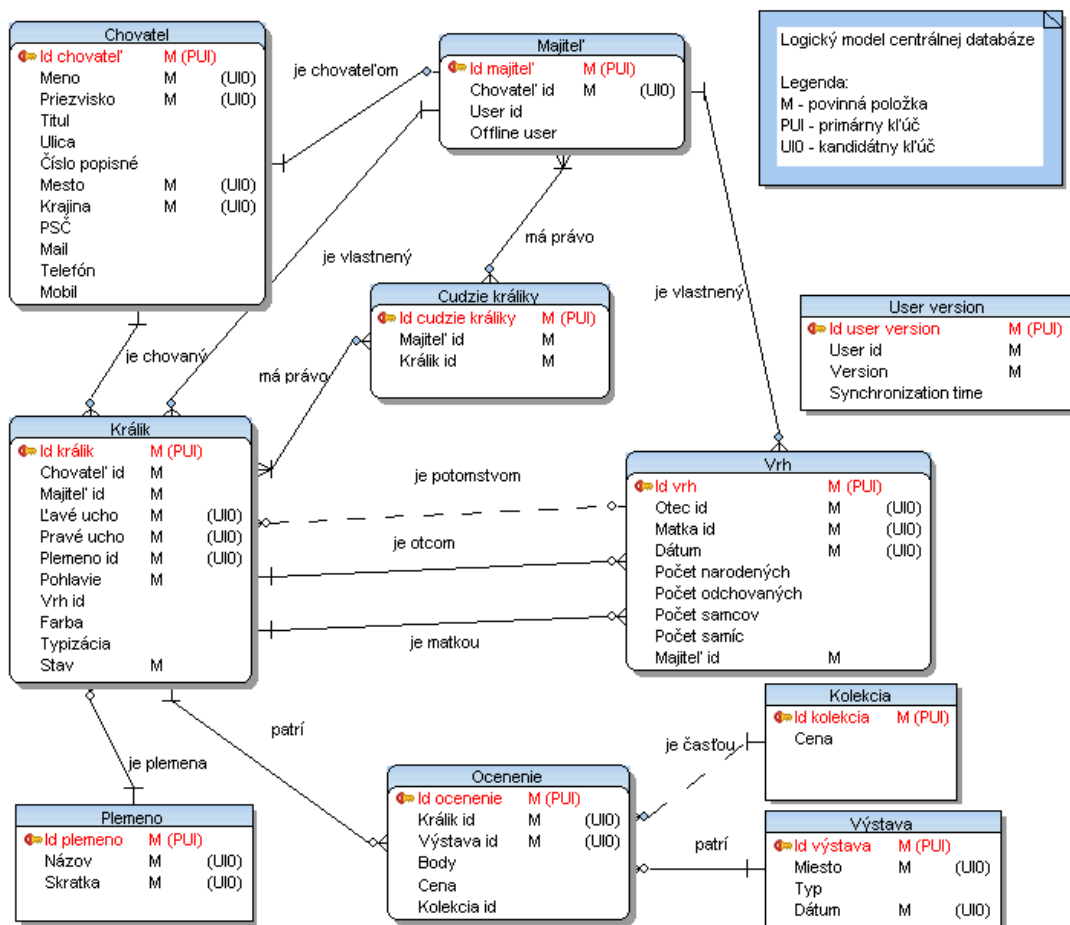 Chovatel
Id chovateľ M (PUI)
Meno M (UI0)
Priezvisko M (UI0)
Titul
Ulica
Číslo popisné
Mesto M (UI0)
Krajina M (UI0)
PSČ
Mail
Telefón
Mobil
je chovateľom
Majiteľ
Id majiteľ M (PUI)
Chovateľ id M (UI0)
User id
Offline user
Logický model centrálnej databáze
Legenda:
M - povinná položka
PUI - primárny kľúč
UI0 - kandidátny kľúč
je vlastnený
má právo
je vlastnený
Cudzie králiky
Id cudzie králiky M (PUI)
Majiteľ id M
Králik id M
User version
Id user version M (PUI)
User id M
Version M
Synchronization time
je chovaný
má právo
Králik
Id králik M (PUI)
Chovateľ id M
Majiteľ id M
Ľavé ucho M (UI0)
Pravé ucho M (UI0)
Plemeno id M (UI0)
Pohlavie M
Vrh id
Farba
Typizácia
Stav M
je potomstvom
je otcom
je matkou
Vrh
Id vrh M (PUI)
Otec id M (UI0)
Matka id M (UI0)
Dátum M (UI0)
Počet narodených
Počet odchovaných
Počet samcov
Počet samíc
Majiteľ id M
je plemena
patrí
Plemeno
Id plemeno M (PUI)
Názov M (UI0)
Skratka M (UI0)
Ocenenie
Id ocenenie M (PUI)
Králik id M (UI0)
Výstava id M (UI0)
Body
Cena
Kolekcia id
je časťou
Kolekcia
Id kolekcia M (PUI)
Cena
patrí
Výstava
Id výstava M (PUI)
Miesto M (UI0)
Typ
Dátum M (UI0)